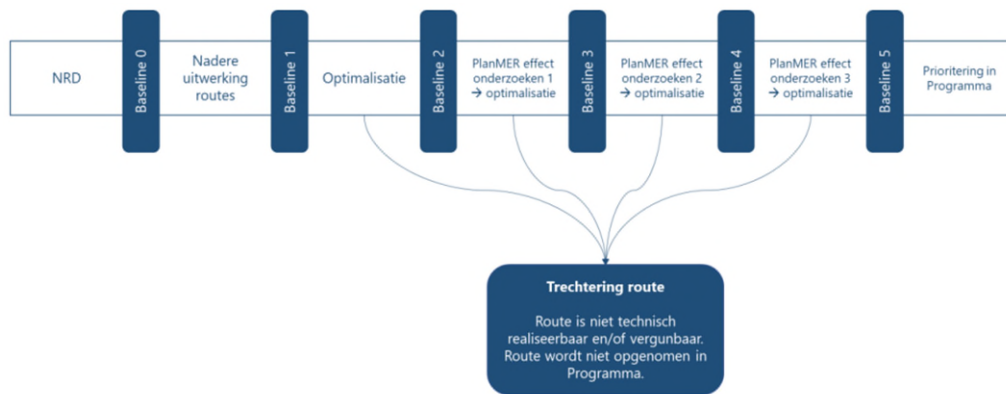 NRD
Baseline 0
Nadere
uitwerking
routes
Baseline 1
Optimalisatie
Baseline 2
PlanMER effect
onderzoeken 1
→ optimalisatie
Baseline 3
PlanMER effect
onderzoeken 2
→ optimalisatie
Baseline 4
PlanMER effect
onderzoeken 3
→ optimalisatie
Baseline 5
Prioritering in
Programma
Trechtering route
Route is niet technisch
realiseerbaar en/of vergunbaar.
Route wordt niet opgenomen in
Programma.